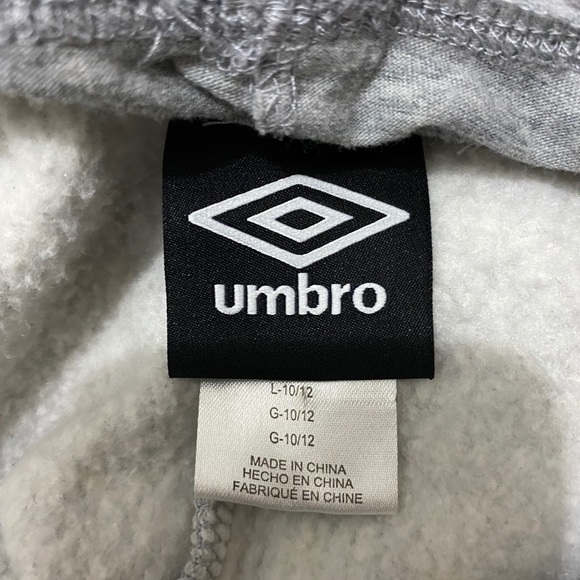 umbro
L-10/12
G-10/12
G-10/12
MADE IN CHINA
HECHO EN CHINA
FABRIQUÉ EN CHINE